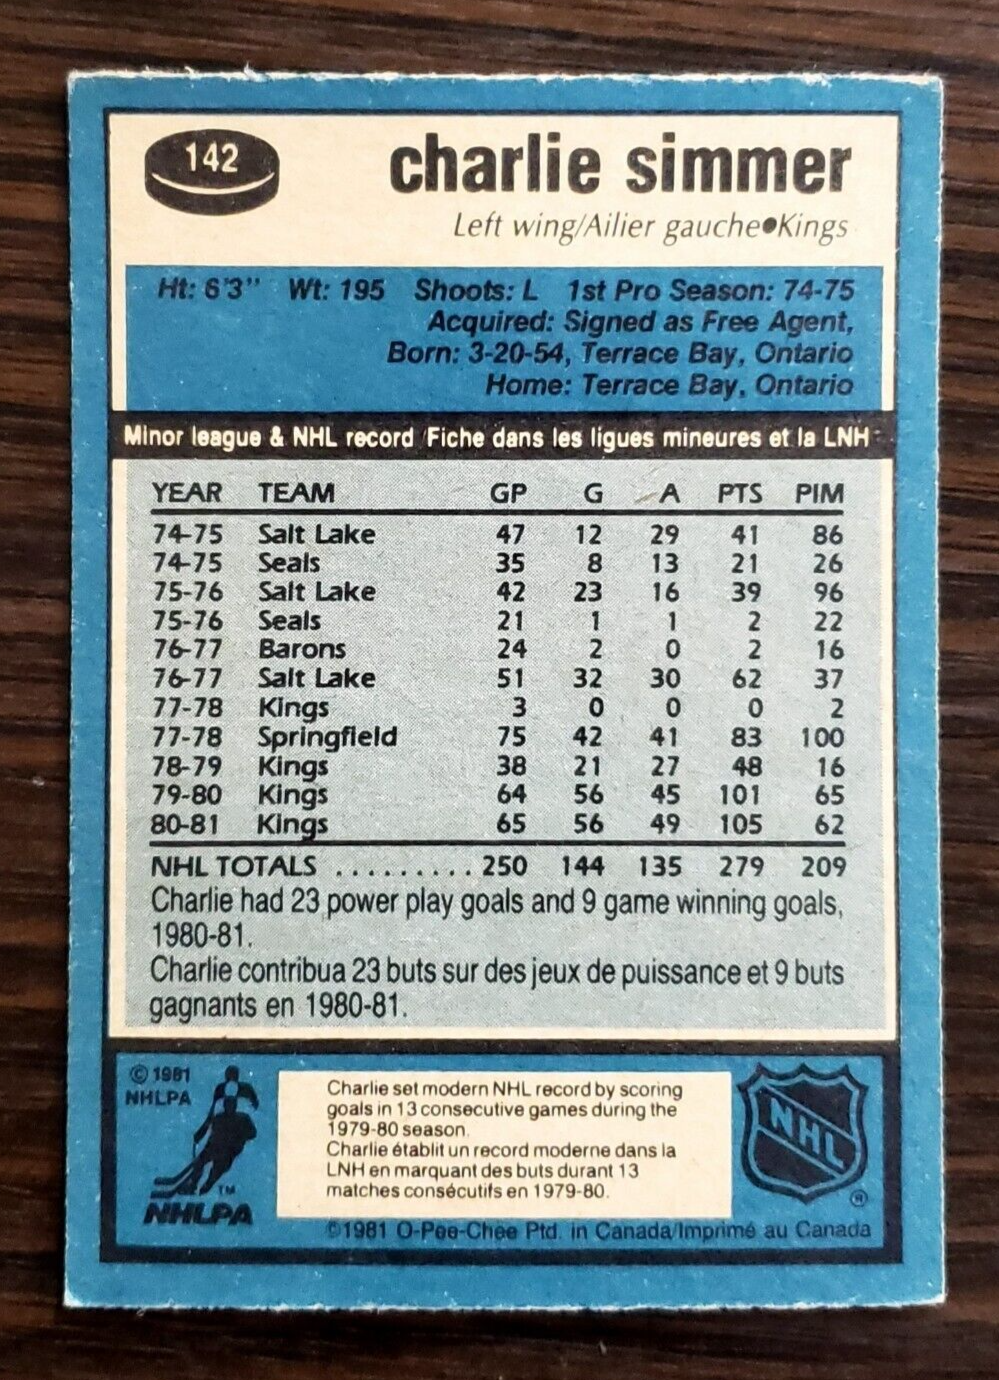 142
charlie simmer
Left wing/Ailier gauche●Kings
Ht: 6'3" Wt: 195 Shoots: L 1st Pro Season: 74-75
Acquired: Signed as Free Agent,
Born: 3-20-54, Terrace Bay, Ontario
Home: Terrace Bay, Ontario
Minor league & NHL record/Fiche dans les ligues mineures et la LNH
YEAR TEAM GP G A PTS PIM
74-75 Salt Lake 47 12 29 41 86
74-75 Seals 35 8 13 21 26
75-76 Salt Lake 42 23 16 39 96
75-76 Seals 21 1 1 2 22
76-77 Barons 24 2 0 2 16
76-77 Salt Lake 51 32 30 62 37
77-78 Kings 3 0 0 0 2
77-78 Springfield 75 42 41 83 100
78-79 Kings 38 21 27 48 16
79-80 Kings 64 56 45 101 65
80-81 Kings 65 56 49 105 62
NHL TOTALS ......... 250 144 135 279 209
Charlie had 23 power play goals and 9 game winning goals,
1980-81.
Charlie contribua 23 buts sur des jeux de puissance et 9 buts
gagnants en 1980-81.
© 1981
NHLPA
Charlie set modern NHL record by scoring
goals in 13 consecutive games during the
1979-80 season.
Charlie établit un record moderne dans la
LNH en marquant des buts durant 13
matches consécutifs en 1979-80.
TM
NHLPA
NHL
®
©1981 O-Pee-Chee Ptd. in Canada/Imprimé au Canada